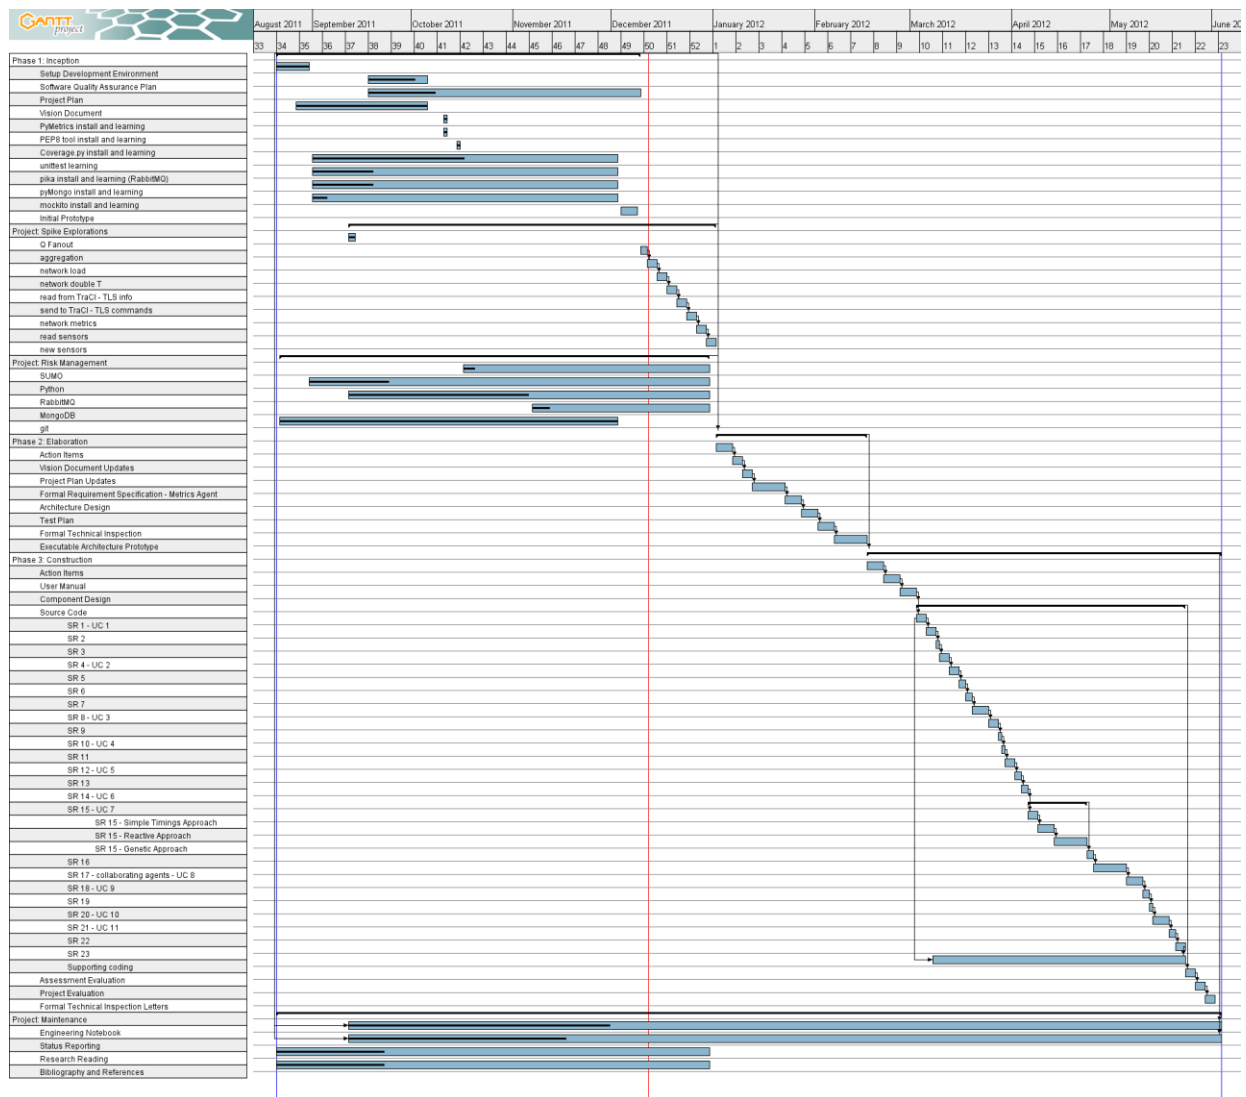 GANTT
project
August 2011 September 2011 October 2011 November 2011 December 2011 January 2012 February 2012 March 2012 April 2012 May 2012 June 20
33 34 35 36 37 38 39 40 41 42 43 44 45 46 47 48 49 50 51 52 1 2 3 4 5 6 7 8 9 10 11 12 13 14 15 16 17 18 19 20 21 22 23
Phase 1: Inception
Setup Development Environment
Software Quality Assurance Plan
Project Plan
Vision Document
PyMetrics install and learning
PEP8 tool install and learning
Coverage.py install and learning
unittest learning
pika install and learning (RabbitMQ)
pyMongo install and learning
mockito install and learning
Initial Prototype
Project: Spike Explorations
Q Fanout
aggregation
network load
network double T
read from TraCI - TLS info
send to TraCI - TLS commands
network metrics
read sensors
new sensors
Project: Risk Management
SUMO
Python
RabbitMQ
MongoDB
git
Phase 2: Elaboration
Action Items
Vision Document Updates
Project Plan Updates
Formal Requirement Specification - Metrics Agent
Architecture Design
Test Plan
Formal Technical Inspection
Executable Architecture Prototype
Phase 3: Construction
Action Items
User Manual
Component Design
Source Code
SR 1 - UC 1
SR 2
SR 3
SR 4 - UC 2
SR 5
SR 6
SR 7
SR 8 - UC 3
SR 9
SR 10 - UC 4
SR 11
SR 12 - UC 5
SR 13
SR 14 - UC 6
SR 15 - UC 7
SR 15 - Simple Timings Approach
SR 15 - Reactive Approach
SR 15 - Genetic Approach
SR 16
SR 17 - collaborating agents - UC 8
SR 18 - UC 9
SR 19
SR 20 - UC 10
SR 21 - UC 11
SR 22
SR 23
Supporting coding
Assessment Evaluation
Project Evaluation
Formal Technical Inspection Letters
Project: Maintenance
Engineering Notebook
Status Reporting
Research Reading
Bibliography and References